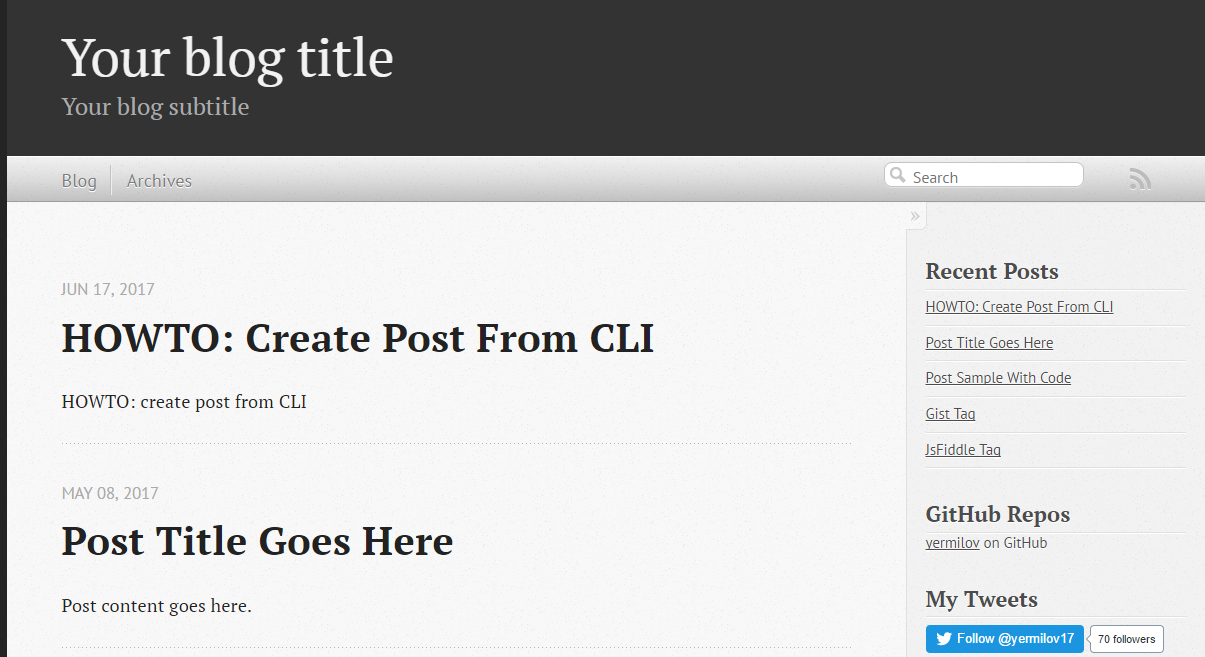 Your blog title
Your blog subtitle
Blog
Archives
Search
»
JUN 17, 2017
HOWTO: Create Post From CLI
HOWTO: create post from CLI
MAY 08, 2017
Post Title Goes Here
Post content goes here.
Recent Posts
HOWTO: Create Post From CLI
Post Title Goes Here
Post Sample With Code
Gist Tag
JsFiddle Tag
GitHub Repos
yermilov on GitHub
My Tweets
Follow @yermilov17
70 followers